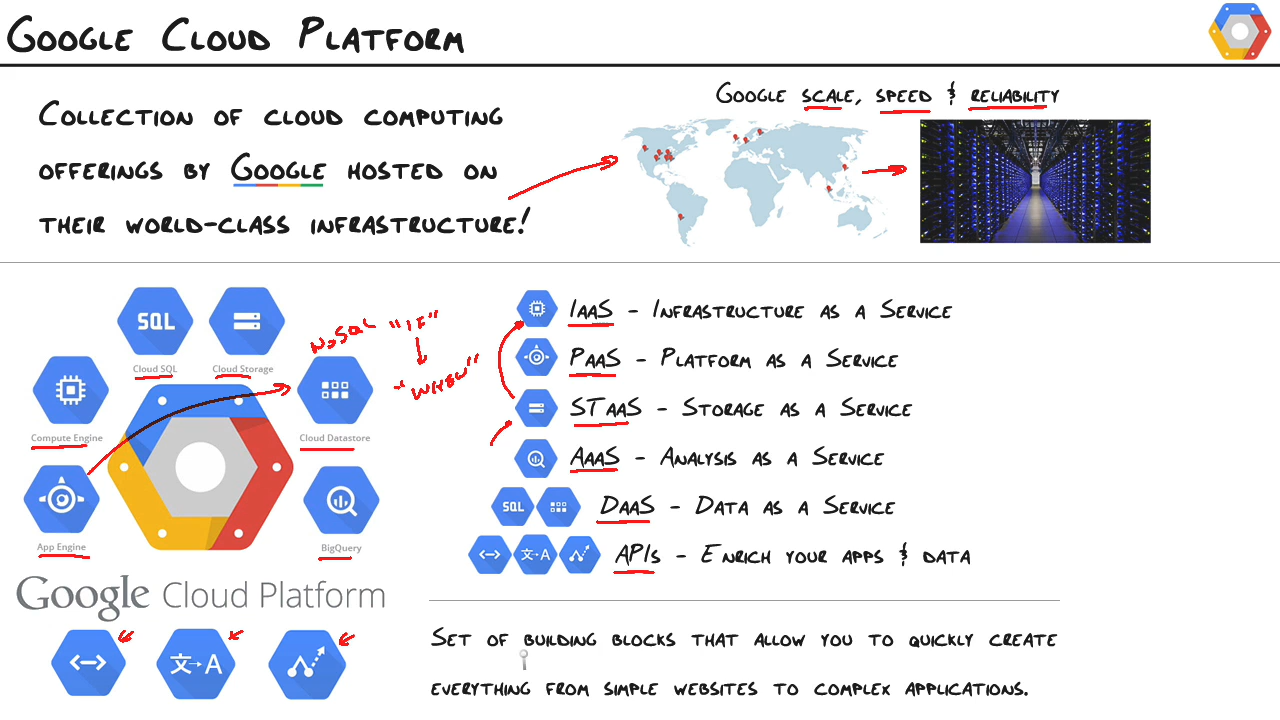 Google Cloud Platform
Google scale, speed & reliability
Collection of cloud computing
offerings by Google hosted on
their world-class infrastructure!
SQL
Cloud SQL
Cloud Storage
NoSQL "IF"
"WHEN"
Compute Engine
Cloud Datastore
App Engine
BigQuery
Google Cloud Platform
文→A
IaaS - Infrastructure as a Service
PaaS - Platform as a Service
STaaS - Storage as a Service
AaaS - Analysis as a Service
SQL DaaS - Data as a Service
文→A APIs - Enrich your apps & data
Set of building blocks that allow you to quickly create
everything from simple websites to complex applications.